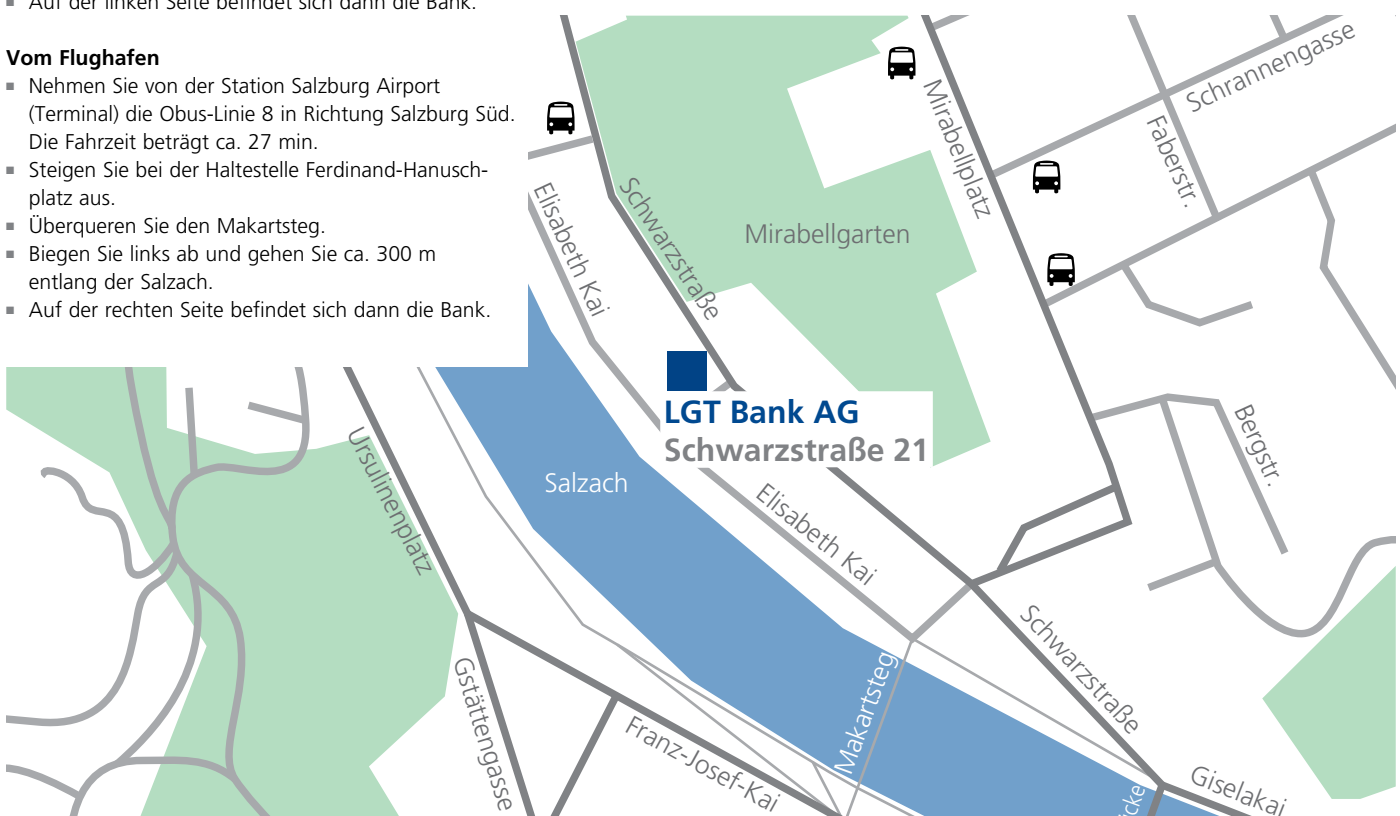 ▪ Auf der linken Seite befindet sich dann die Bank.
Vom Flughafen
▪ Nehmen Sie von der Station Salzburg Airport
(Terminal) die Obus-Linie 8 in Richtung Salzburg Süd.
Die Fahrzeit beträgt ca. 27 min.
▪ Steigen Sie bei der Haltestelle Ferdinand-Hanusch-
platz aus.
▪ Überqueren Sie den Makartsteg.
▪ Biegen Sie links ab und gehen Sie ca. 300 m
entlang der Salzach.
▪ Auf der rechten Seite befindet sich dann die Bank.
Schrannengasse
Mirabellplatz
Faberstr.
Elisabeth Kai
Schwarzstraße
Mirabellgarten
LGT Bank AG
Schwarzstraße 21
Bergstr.
Ursulinenplatz
Salzach
Elisabeth Kai
Schwarzstraße
Makartsteg
Gstättengasse
Franz-Josef-Kai
Giselakai
cke